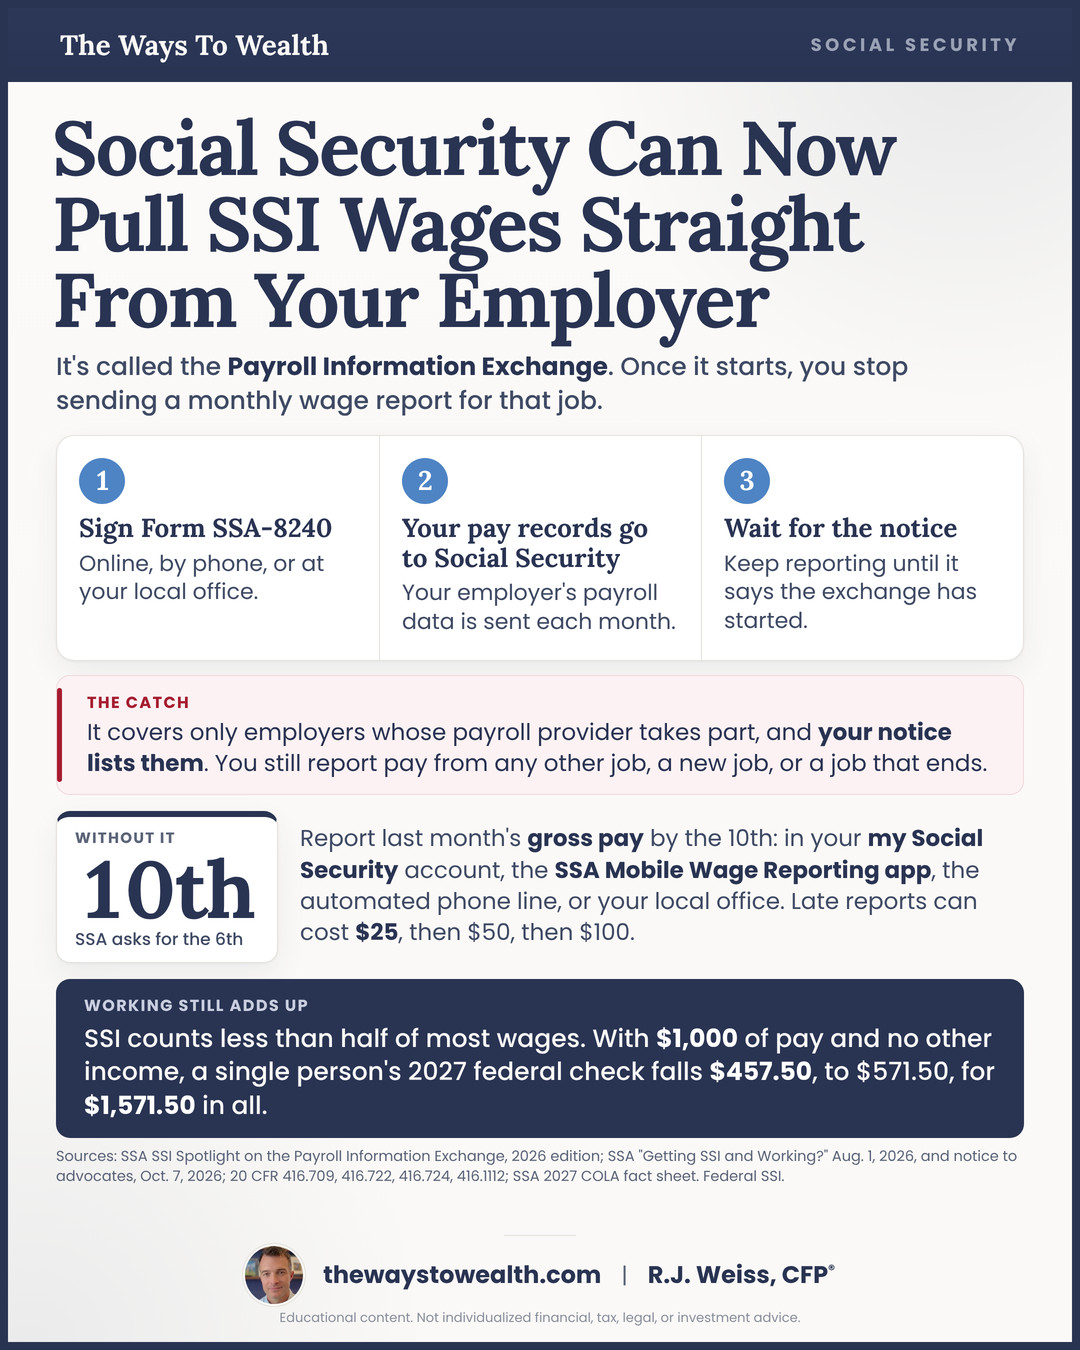 The Ways To Wealth
SOCIAL SECURITY
Social Security Can Now
Pull SSI Wages Straight
From Your Employer
It's called the Payroll Information Exchange. Once it starts, you stop
sending a monthly wage report for that job.
1
Sign Form SSA-8240
Online, by phone, or at
your local office.
2
Your pay records go
to Social Security
Your employer's payroll
data is sent each month.
3
Wait for the notice
Keep reporting until it
says the exchange has
started.
THE CATCH
It covers only employers whose payroll provider takes part, and your notice
lists them. You still report pay from any other job, a new job, or a job that ends.
WITHOUT IT
10th
SSA asks for the 6th
Report last month's gross pay by the 10th: in your my Social
Security account, the SSA Mobile Wage Reporting app, the
automated phone line, or your local office. Late reports can
cost $25, then $50, then $100.
WORKING STILL ADDS UP
SSI counts less than half of most wages. With $1,000 of pay and no other
income, a single person's 2027 federal check falls $457.50, to $571.50, for
$1,571.50 in all.
Sources: SSA SSI Spotlight on the Payroll Information Exchange, 2026 edition; SSA "Getting SSI and Working?" Aug. 1, 2026, and notice to
advocates, Oct. 7, 2026; 20 CFR 416.709, 416.722, 416.724, 416.1112; SSA 2027 COLA fact sheet. Federal SSI.
thewaystowealth.com | R.J. Weiss, CFP®
Educational content. Not individualized financial, tax, legal, or investment advice.